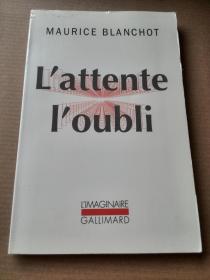 MAURICE BLANCHOT
L'attente
l'oubli
L'IMAGINAIRE
GALLIMARD